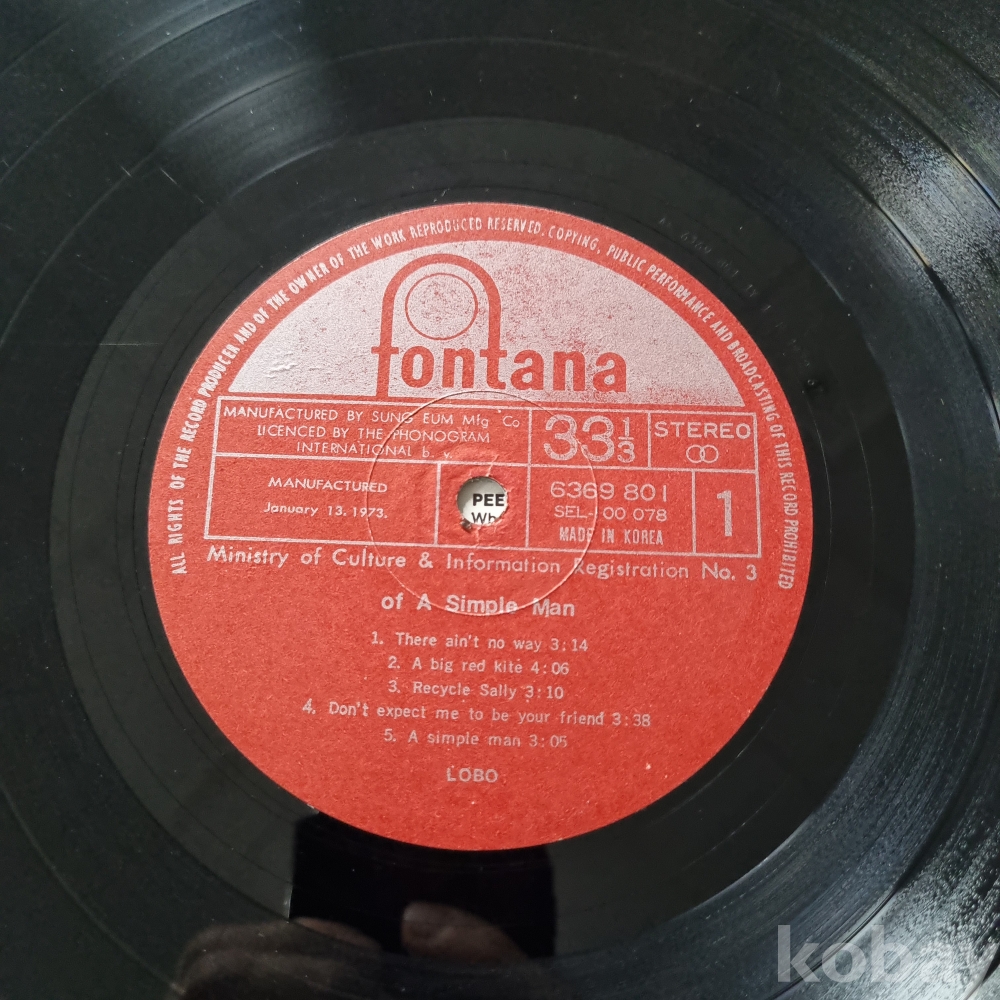 ALL RIGHTS OF THE RECORD PRODUCER AND OF THE OWNER OF THE WORK REPRODUCED RESERVED. COPYING, PUBLIC PERFORMANCE AND BROADCASTING OF THIS RECORD PROHIBITED
fontana
MANUFACTURED BY SUNG EUM Mfg Co
LICENCED BY THE PHONOGRAM
INTERNATIONAL b. v.
33 1/3
STEREO
MANUFACTURED
January 13. 1973.
PEE
6369 801
SEL-100 078
MADE IN KOREA
1
Ministry of Culture & Information Registration No. 3
of A Simple Man
1. There ain't no way 3:14
2. A big red kite 4:06
3. Recycle Sally 3:10
4. Don't expect me to be your friend 3:38
5. A simple man 3:05
LOBO